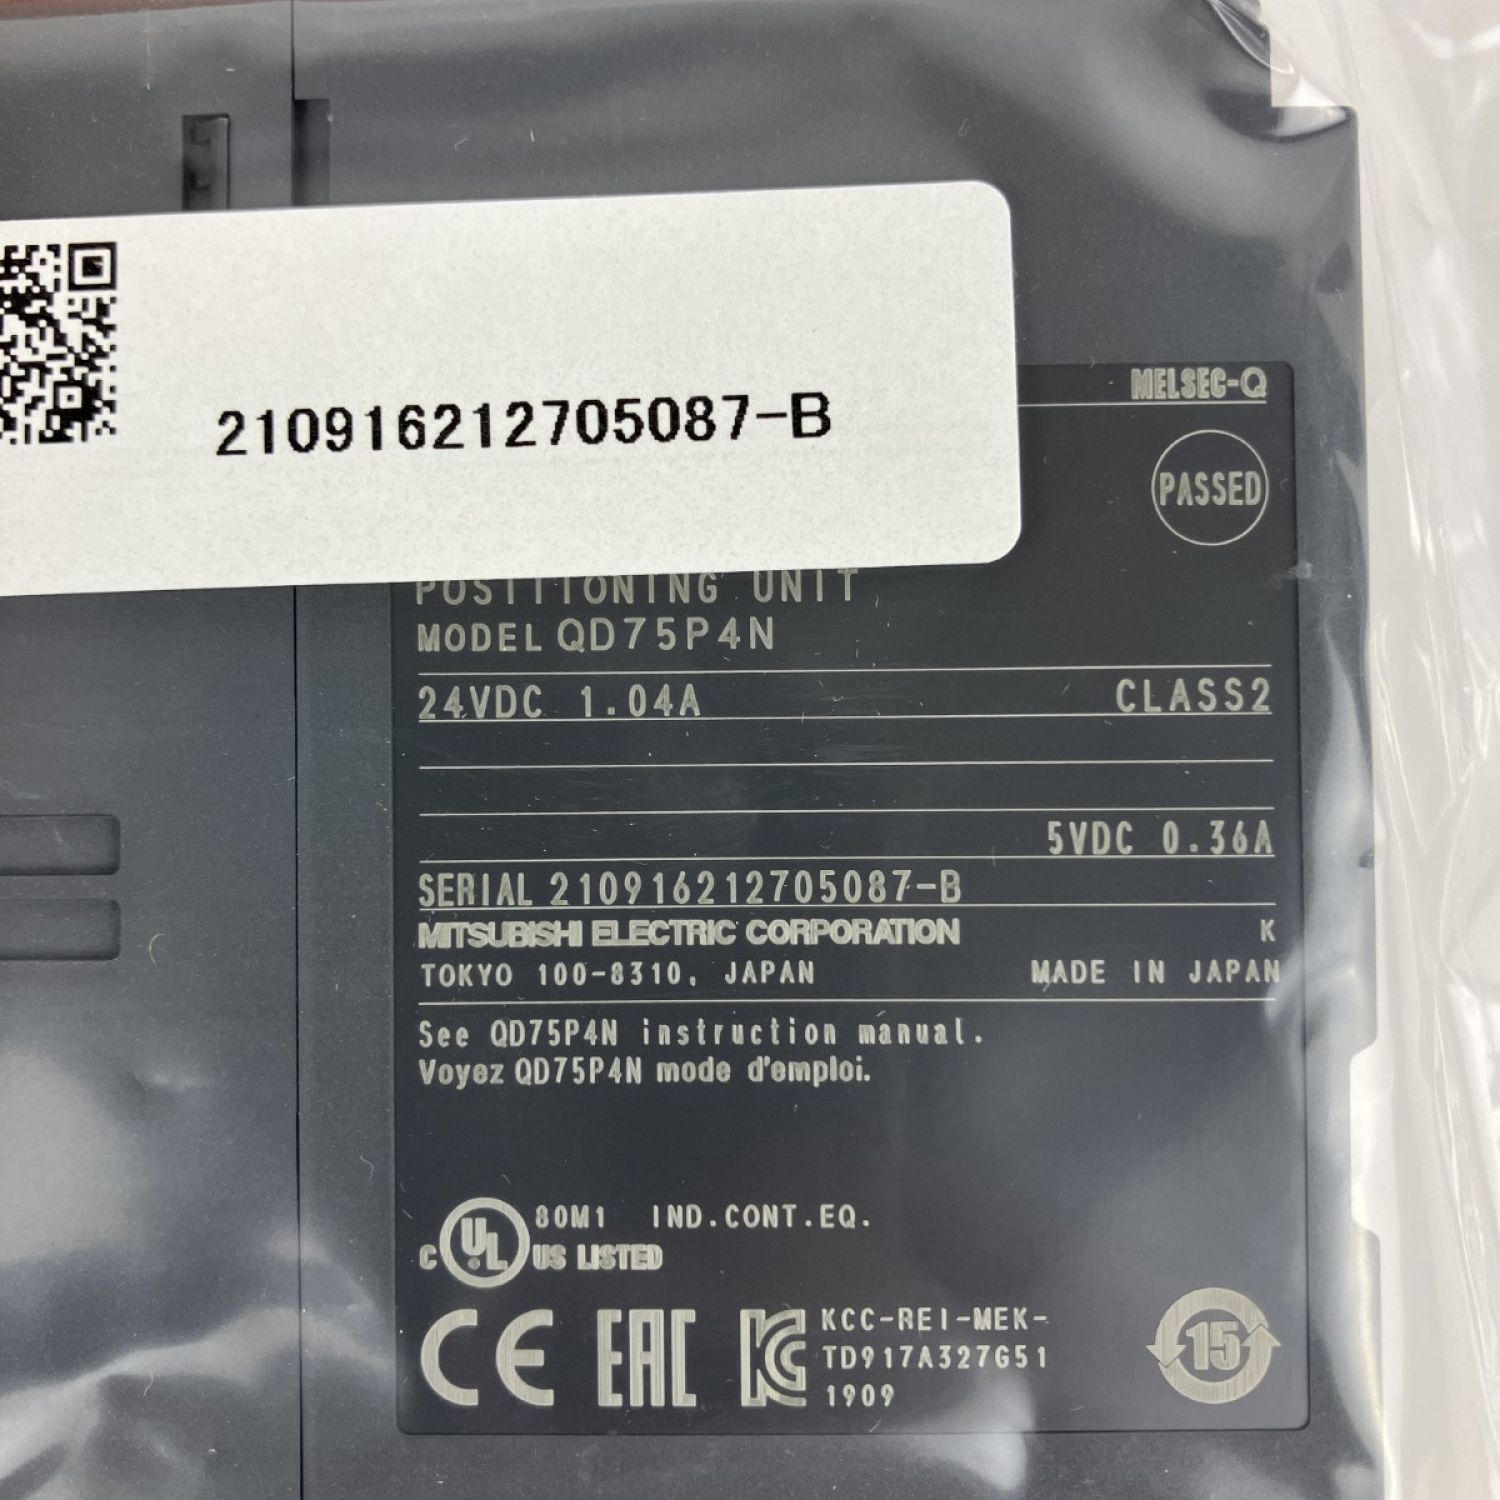 210916212705087-B
MELSEC-Q
PASSED
POSITIONING UNIT
MODEL QD75P4N
24VDC 1.04A CLASS2
5VDC 0.36A
SERIAL 210916212705087-B
MITSUBISHI ELECTRIC CORPORATION K
TOKYO 100-8310, JAPAN MADE IN JAPAN
See QD75P4N instruction manual.
Voyez QD75P4N mode d'emploi.
80M1 IND.CONT.EQ.
C UL US LISTED
CE EAC KC KCC-REI-MEK-
TD917A327G51
1909
15